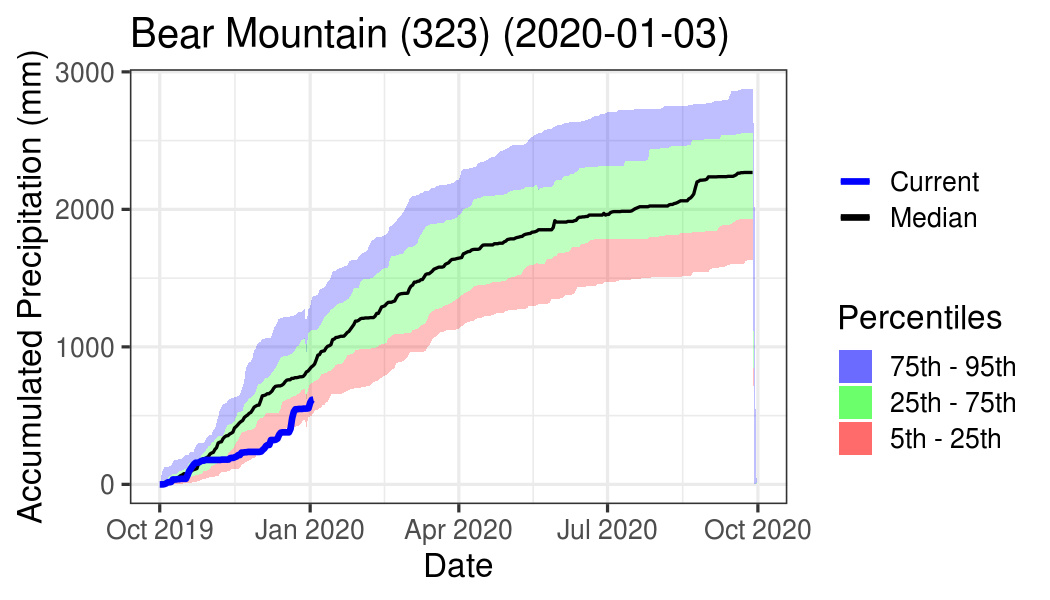 Bear Mountain (323) (2020-01-03)
Accumulated Precipitation (mm)
3000
2000
1000
0
Oct 2019
Jan 2020
Apr 2020
Jul 2020
Oct 2020
Date
Current
Median
Percentiles
75th - 95th
25th - 75th
5th - 25th